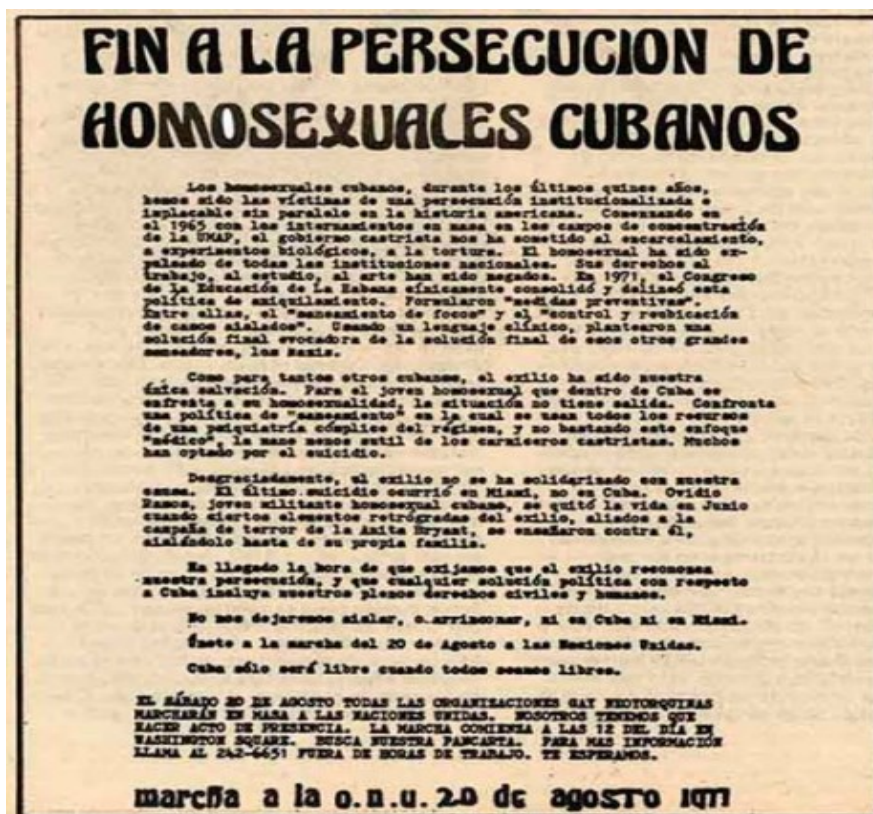 FIN A LA PERSECUCION DE
HOMOSEXUALES CUBANOS
Los homosexuales cubanos, durante los últimos quince años,
hemos sido las víctimas de una persecución institucionalizada e
implacable sin paralelo en la historia americana. Comenzando en
el 1965 con los internamientos en masa en los campos de concentración
de la UMAP, el gobierno castrista nos ha sometido al encarcelamiento,
a experimentos biológicos, a la tortura. El homosexual ha sido ex-
pulsado de todas las instituciones nacionales. Sus derechos al
trabajo, al estudio, al arte han sido negados. En 1971, el Congreso
de la Educación de La Habana cínicamente consolidó y delineó esta
política de aniquilamiento. Formularon "medidas preventivas".
Entre ellas, el "saneamiento de focos" y el "control y reubicación
de casos aislados". Usando un lenguaje clínico, plantearon una
solución final evocadora de la solución final de esos otros grandes
saneadores, los Nazis.
Como para tantos otros cubanos, el exilio ha sido nuestra
única salvación. Para el joven homosexual que dentro de Cuba se
enfrenta a su homosexualidad, la situación no tiene salida. Confronta
una política de "saneamiento" en la cual se usan todos los recursos
de una psiquiatría cómplice del régimen, y no bastando este enfoque
"médico", la mano menos sutil de los carniceros castristas. Muchos
han optado por el suicidio.
Desgraciadamente, el exilio no se ha solidarizado con nuestra
causa. El último suicidio ocurrió en Miami, no en Cuba. Ovidio
Ramos, joven militante homosexual cubano, se quitó la vida en Junio
cuando ciertos elementos retrógradas del exilio, aliados a la
campaña de terror de la Anita Bryant, se ensañaron contra él,
aislándolo hasta de su propia familia.
Ha llegado la hora de que exijamos que el exilio reconozca
nuestra persecución, y que cualquier solución política con respecto
a Cuba incluya nuestros plenos derechos civiles y humanos.
No nos dejaremos aislar, o arrinconar, ni en Cuba ni en Miami.
Únete a la marcha del 20 de Agosto a las Naciones Unidas.
Cuba sólo será libre cuando todos seamos libres.
EL SÁBADO 20 DE AGOSTO TODAS LAS ORGANIZACIONES GAY NEOYORQUINAS
MARCHARÁN EN MASA A LAS NACIONES UNIDAS. NOSOTROS TENEMOS QUE
HACER ACTO DE PRESENCIA. LA MARCHA COMIENZA A LAS 12 DEL DÍA EN
WASHINGTON SQUARE. BUSCA NUESTRA PANCARTA. PARA MAS INFORMACIÓN
LLAMA AL 242-6651 FUERA DE HORAS DE TRABAJO. TE ESPERAMOS.
marcha a la o.n.u. 20 de agosto 1977